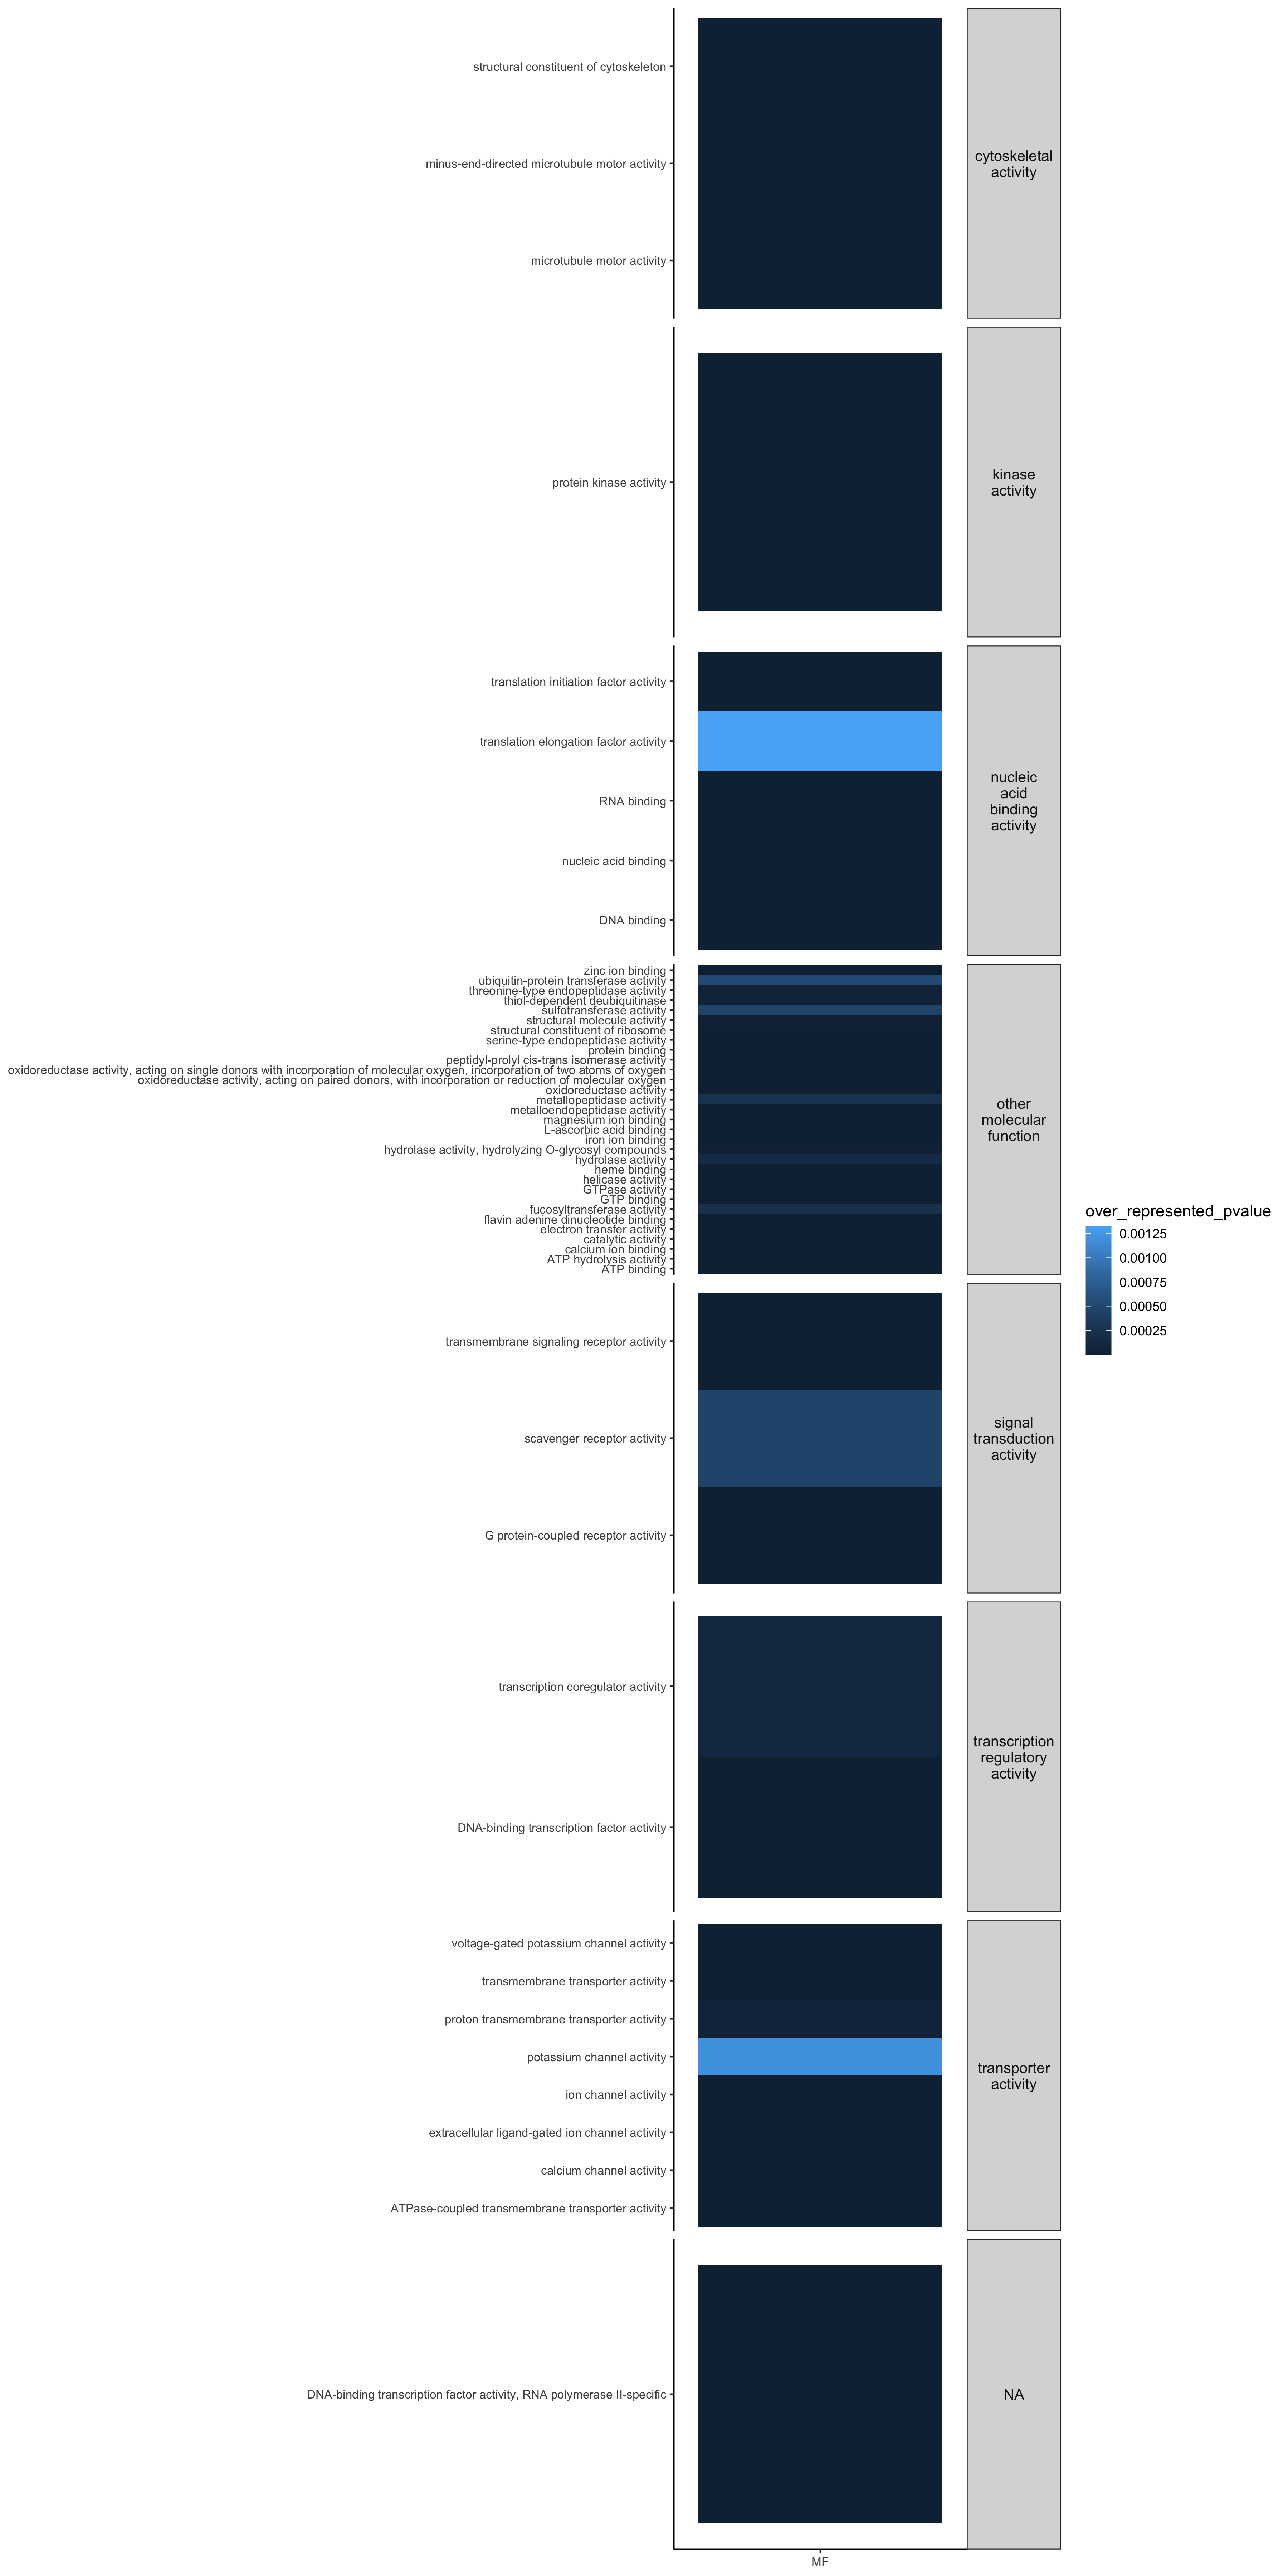 structural constituent of cytoskeleton
minus-end-directed microtubule motor activity
microtubule motor activity
cytoskeletal
activity
protein kinase activity
kinase
activity
translation initiation factor activity
translation elongation factor activity
RNA binding
nucleic acid binding
DNA binding
nucleic
acid
binding
activity
zinc ion binding
ubiquitin-protein transferase activity
threonine-type endopeptidase activity
thiol-dependent deubiquitinase
sulfotransferase activity
structural molecule activity
structural constituent of ribosome
serine-type endopeptidase activity
protein binding
peptidyl-prolyl cis-trans isomerase activity
oxidoreductase activity, acting on single donors with incorporation of molecular oxygen, incorporation of two atoms of oxygen
oxidoreductase activity, acting on paired donors, with incorporation or reduction of molecular oxygen
oxidoreductase activity
metallopeptidase activity
metalloendopeptidase activity
magnesium ion binding
L-ascorbic acid binding
iron ion binding
hydrolase activity, hydrolyzing O-glycosyl compounds
hydrolase activity
heme binding
helicase activity
GTPase activity
GTP binding
fucosyltransferase activity
flavin adenine dinucleotide binding
electron transfer activity
catalytic activity
calcium ion binding
ATP hydrolysis activity
ATP binding
other
molecular
function
transmembrane signaling receptor activity
scavenger receptor activity
G protein-coupled receptor activity
signal
transduction
activity
transcription coregulator activity
DNA-binding transcription factor activity
transcription
regulatory
activity
voltage-gated potassium channel activity
transmembrane transporter activity
proton transmembrane transporter activity
potassium channel activity
ion channel activity
extracellular ligand-gated ion channel activity
calcium channel activity
ATPase-coupled transmembrane transporter activity
transporter
activity
DNA-binding transcription factor activity, RNA polymerase II-specific
NA
MF
over_represented_pvalue
0.00125
0.00100
0.00075
0.00050
0.00025